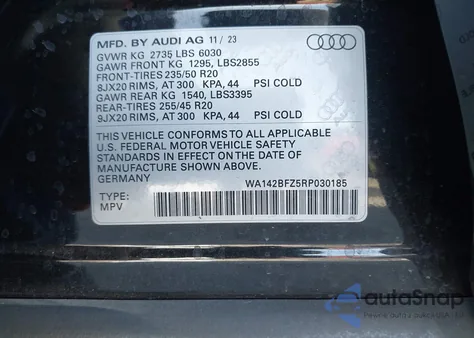 MFD. BY AUDI AG 11/23
GVWR KG 2735 LBS 6030
GAWR FRONT KG 1295, LBS2855
FRONT-TIRES 235/50 R20
8JX20 RIMS, AT 300 KPA, 44 PSI COLD
GAWR REAR KG 1540, LBS3395
REAR-TIRES 255/45 R20
9JX20 RIMS, AT 300 KPA, 44 PSI COLD
THIS VEHICLE CONFORMS TO ALL APPLICABLE
U.S. FEDERAL MOTOR VEHICLE SAFETY
STANDARDS IN EFFECT ON THE DATE OF
MANUFACTURE SHOWN ABOVE.
GERMANY
WA142BFZ5RP030185
TYPE:
MPV
autoSnap